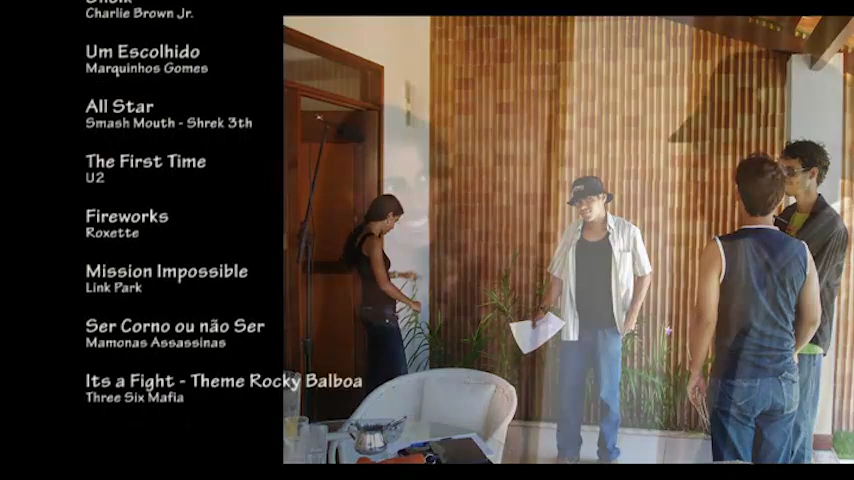 Charlie Brown Jr.
Um Escolhido
Marquinhos Gomes
All Star
Smash Mouth - Shrek 3th
The First Time
U2
Fireworks
Roxette
Mission Impossible
Link Park
Ser Corno ou não Ser
Mamonas Assassinas
Its a Fight - Theme Rocky Balboa
Three Six Mafia